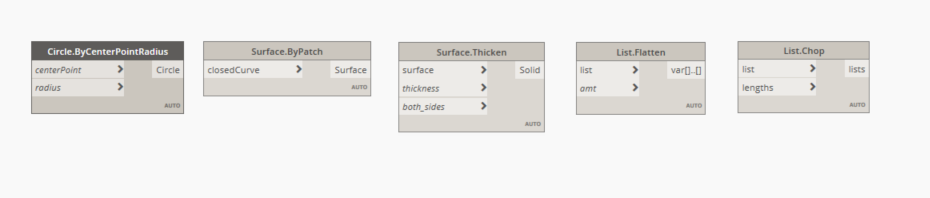 Circle.ByCenterPointRadius
centerPoint > Circle
radius >
AUTO
Surface.ByPatch
closedCurve > Surface
AUTO
Surface.Thicken
surface > Solid
thickness >
both_sides >
AUTO
List.Flatten
list > var[]..[]
amt >
AUTO
List.Chop
list > lists
lengths >
AUTO